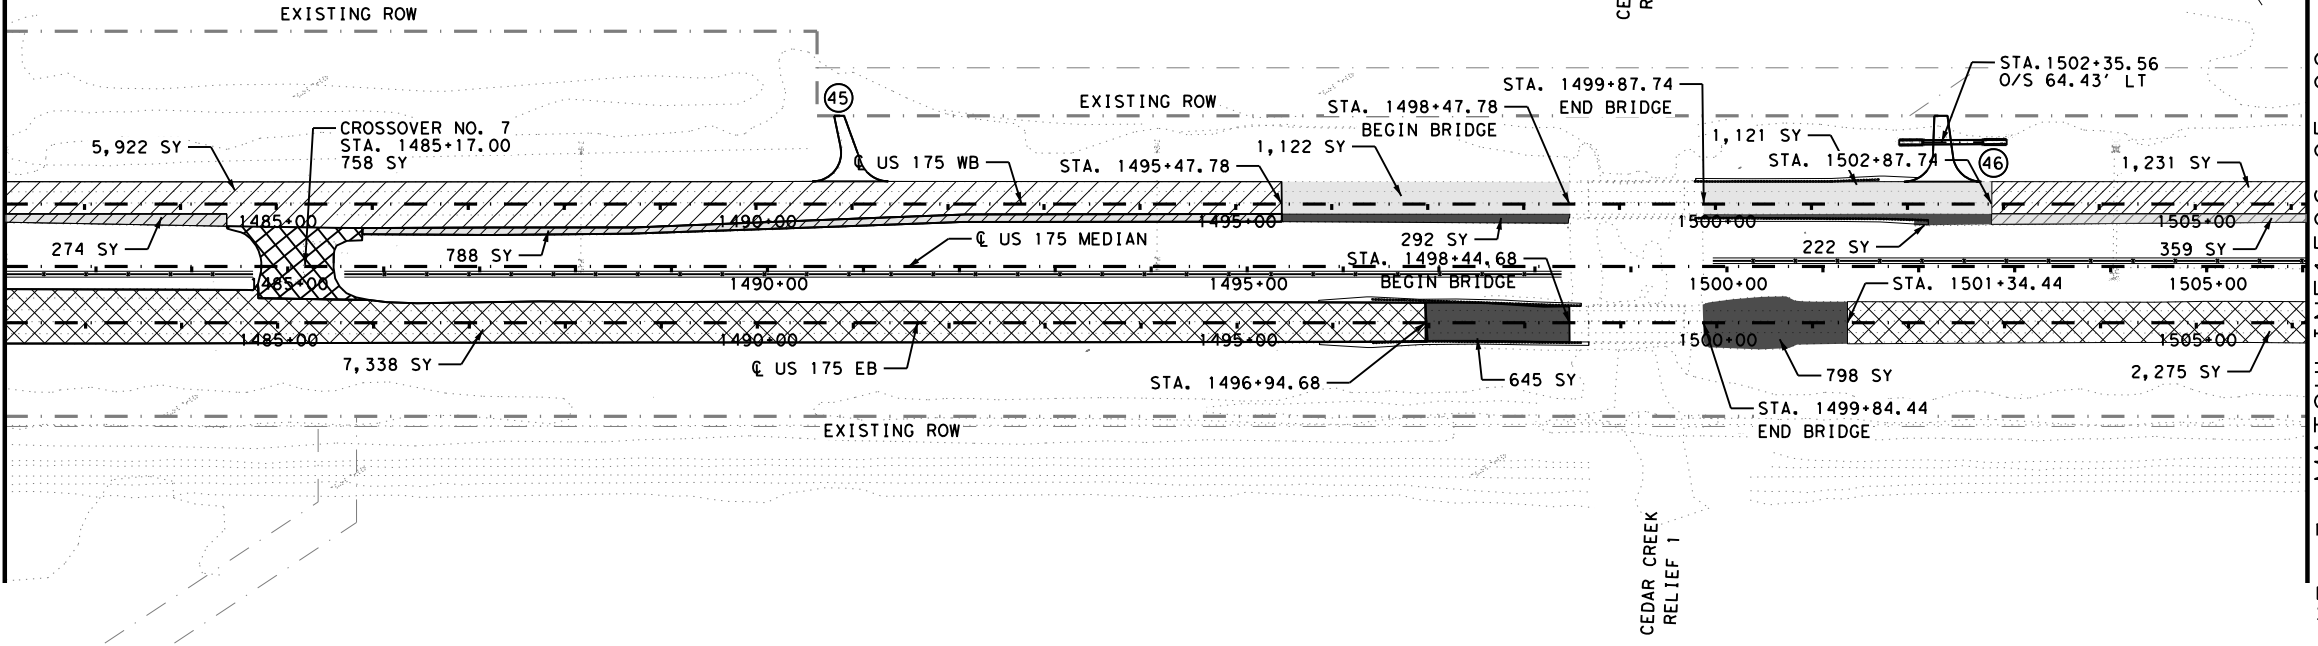 EXISTING ROW
CE
R
STA. 1502+35.56
O/S 64.43' LT
STA. 1499+87.74
END BRIDGE
45
EXISTING ROW
STA. 1498+47.78
BEGIN BRIDGE
CROSSOVER NO. 7
STA. 1485+17.00
758 SY
5,922 SY
1,122 SY
1,121 SY
℄ US 175 WB
STA. 1495+47.78
STA. 1502+87.74
46
1,231 SY
1485+00
1490+00
1495+00
1500+00
1505+00
274 SY
788 SY
℄ US 175 MEDIAN
292 SY
222 SY
359 SY
STA. 1498+44.68
BEGIN BRIDGE
1485+00
1490+00
1495+00
1500+00
1505+00
STA. 1501+34.44
1485+00
1490+00
1495+00
1500+00
1505+00
7,338 SY
℄ US 175 EB
STA. 1496+94.68
645 SY
798 SY
2,275 SY
STA. 1499+84.44
END BRIDGE
EXISTING ROW
CEDAR CREEK
RELIEF 1